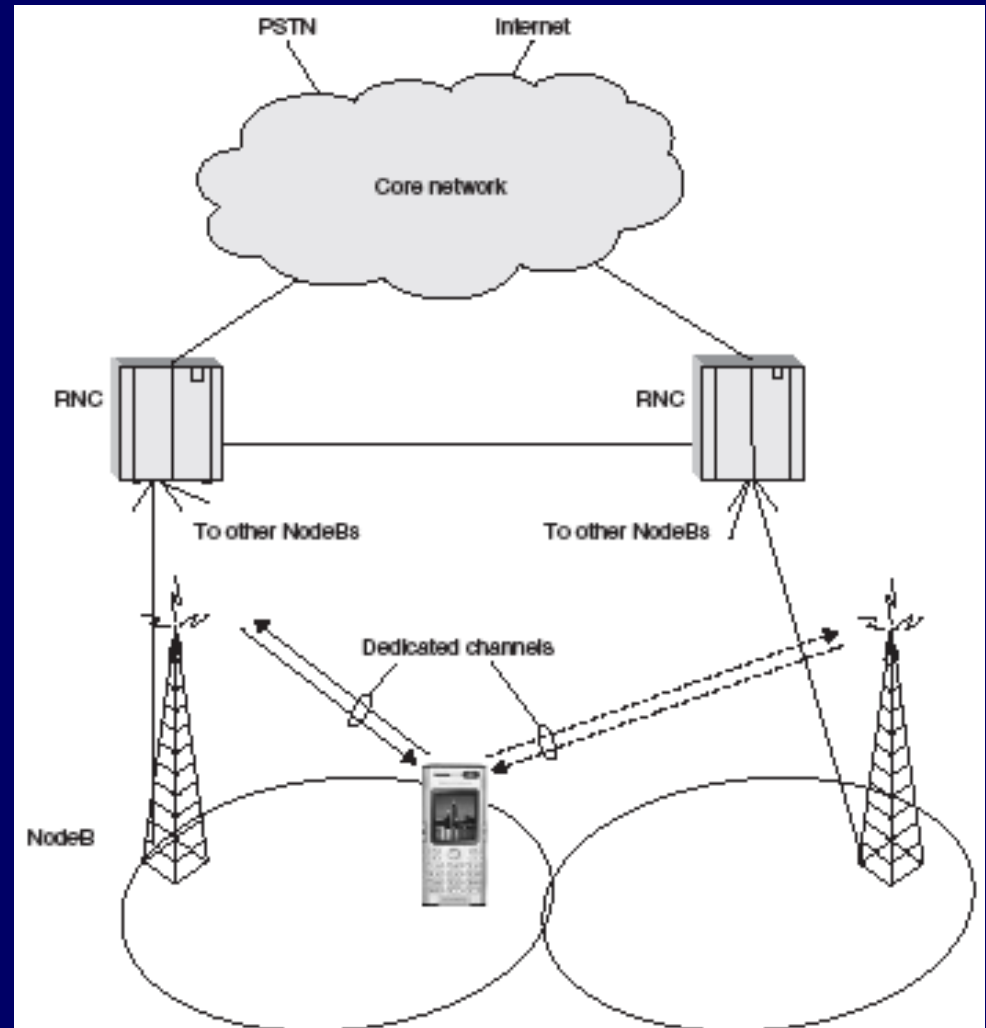 PSTN
Internet
Core network
RNC
RNC
To other NodeBs
To other NodeBs
Dedicated channels
NodeB